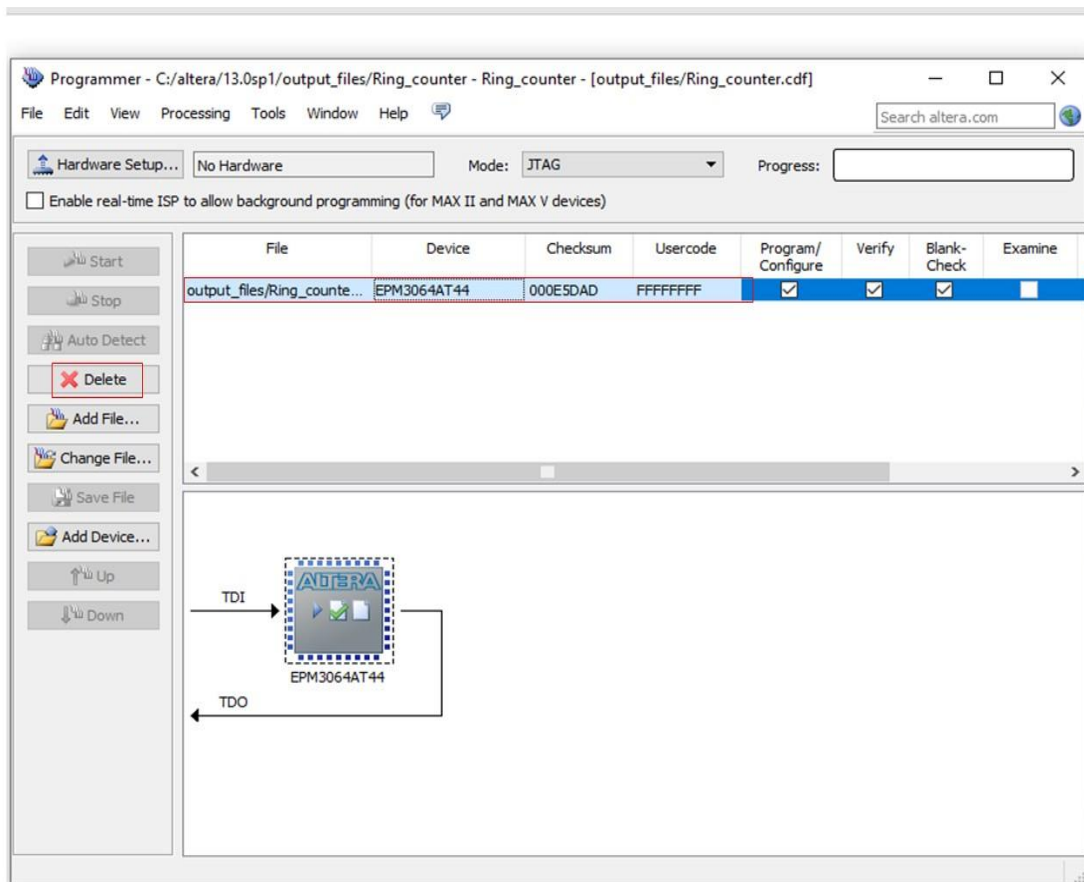 Programmer - C:/altera/13.0sp1/output_files/Ring_counter - Ring_counter - [output_files/Ring_counter.cdf]
File Edit View Processing Tools Window Help
Search altera.com
Hardware Setup... No Hardware Mode: JTAG Progress:
Enable real-time ISP to allow background programming (for MAX II and MAX V devices)
Start
Stop
Auto Detect
Delete
Add File...
Change File...
Save File
Add Device...
Up
Down
File Device Checksum Usercode Program/ Verify Blank- Examine
Configure Check
output_files/Ring_counte... EPM3064AT44 000E5DAD FFFFFFFF
TDI
ALTERA
EPM3064AT44
TDO